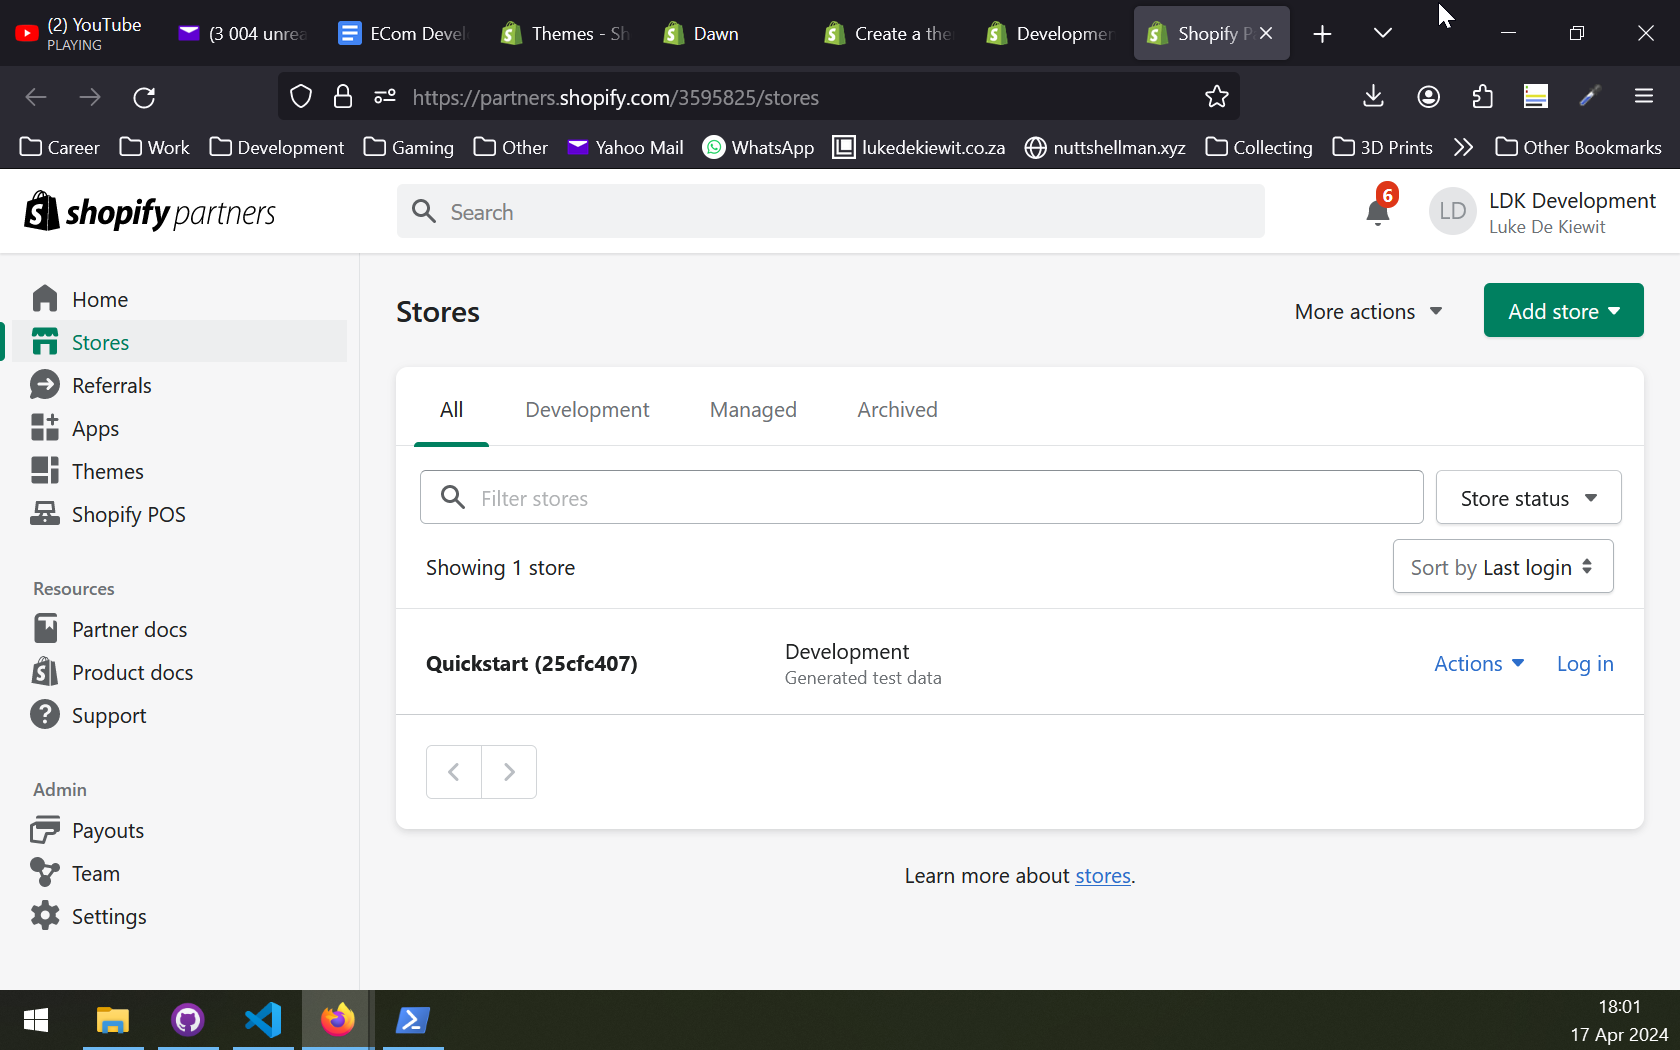 (2) YouTube
PLAYING
(3 004 unrea
ECom Devel
Themes - Sh
Dawn
Create a the
Developmen
Shopify P
https://partners.shopify.com/3595825/stores
Career
Work
Development
Gaming
Other
Yahoo Mail
WhatsApp
lukedekiewit.co.za
nuttshellman.xyz
Collecting
3D Prints
Other Bookmarks
shopify partners
Search
6
LD
LDK Development
Luke De Kiewit
Home
Stores
Referrals
Apps
Themes
Shopify POS
Resources
Partner docs
Product docs
Support
Admin
Payouts
Team
Settings
Stores
More actions
Add store
All
Development
Managed
Archived
Filter stores
Store status
Showing 1 store
Sort by Last login
Quickstart (25cfc407)
Development
Generated test data
Actions
Log in
Learn more about stores.
18:01
17 Apr 2024